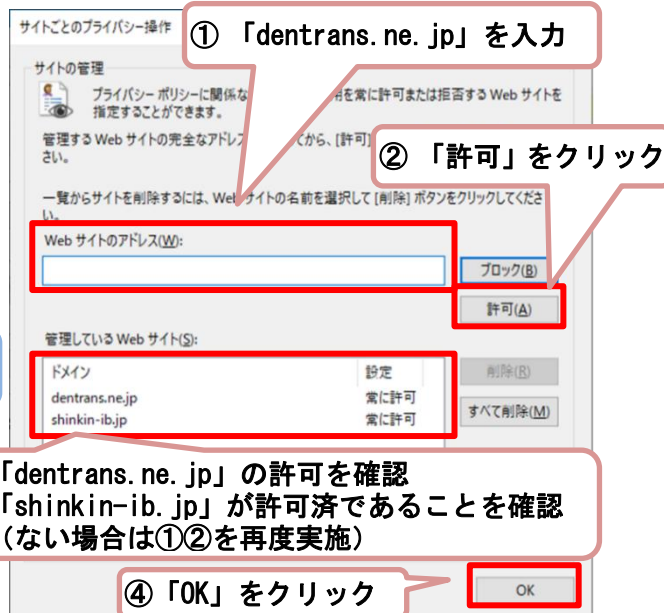 サイトごとのプライバシー操作
① 「dentrans.ne.jp」を入力
サイトの管理
プライバシー ポリシーに関係な
用を常に許可または拒否する Web サイトを
指定することができます。
管理する Web サイトの完全なアドレ
てから、[許可]
さい。
② 「許可」をクリック
一覧からサイトを削除するには、Web サイトの名前を選択して [削除] ボタンをクリックしてくださ
い。
Web サイトのアドレス(W):
ブロック(B)
許可(A)
管理している Web サイト(S):
ドメイン 設定
削除(R)
dentrans.ne.jp 常に許可
shinkin-ib.jp 常に許可
すべて削除(M)
「dentrans.ne.jp」の許可を確認
「shinkin-ib.jp」が許可済であることを確認
(ない場合は①②を再度実施)
④「OK」をクリック
OK